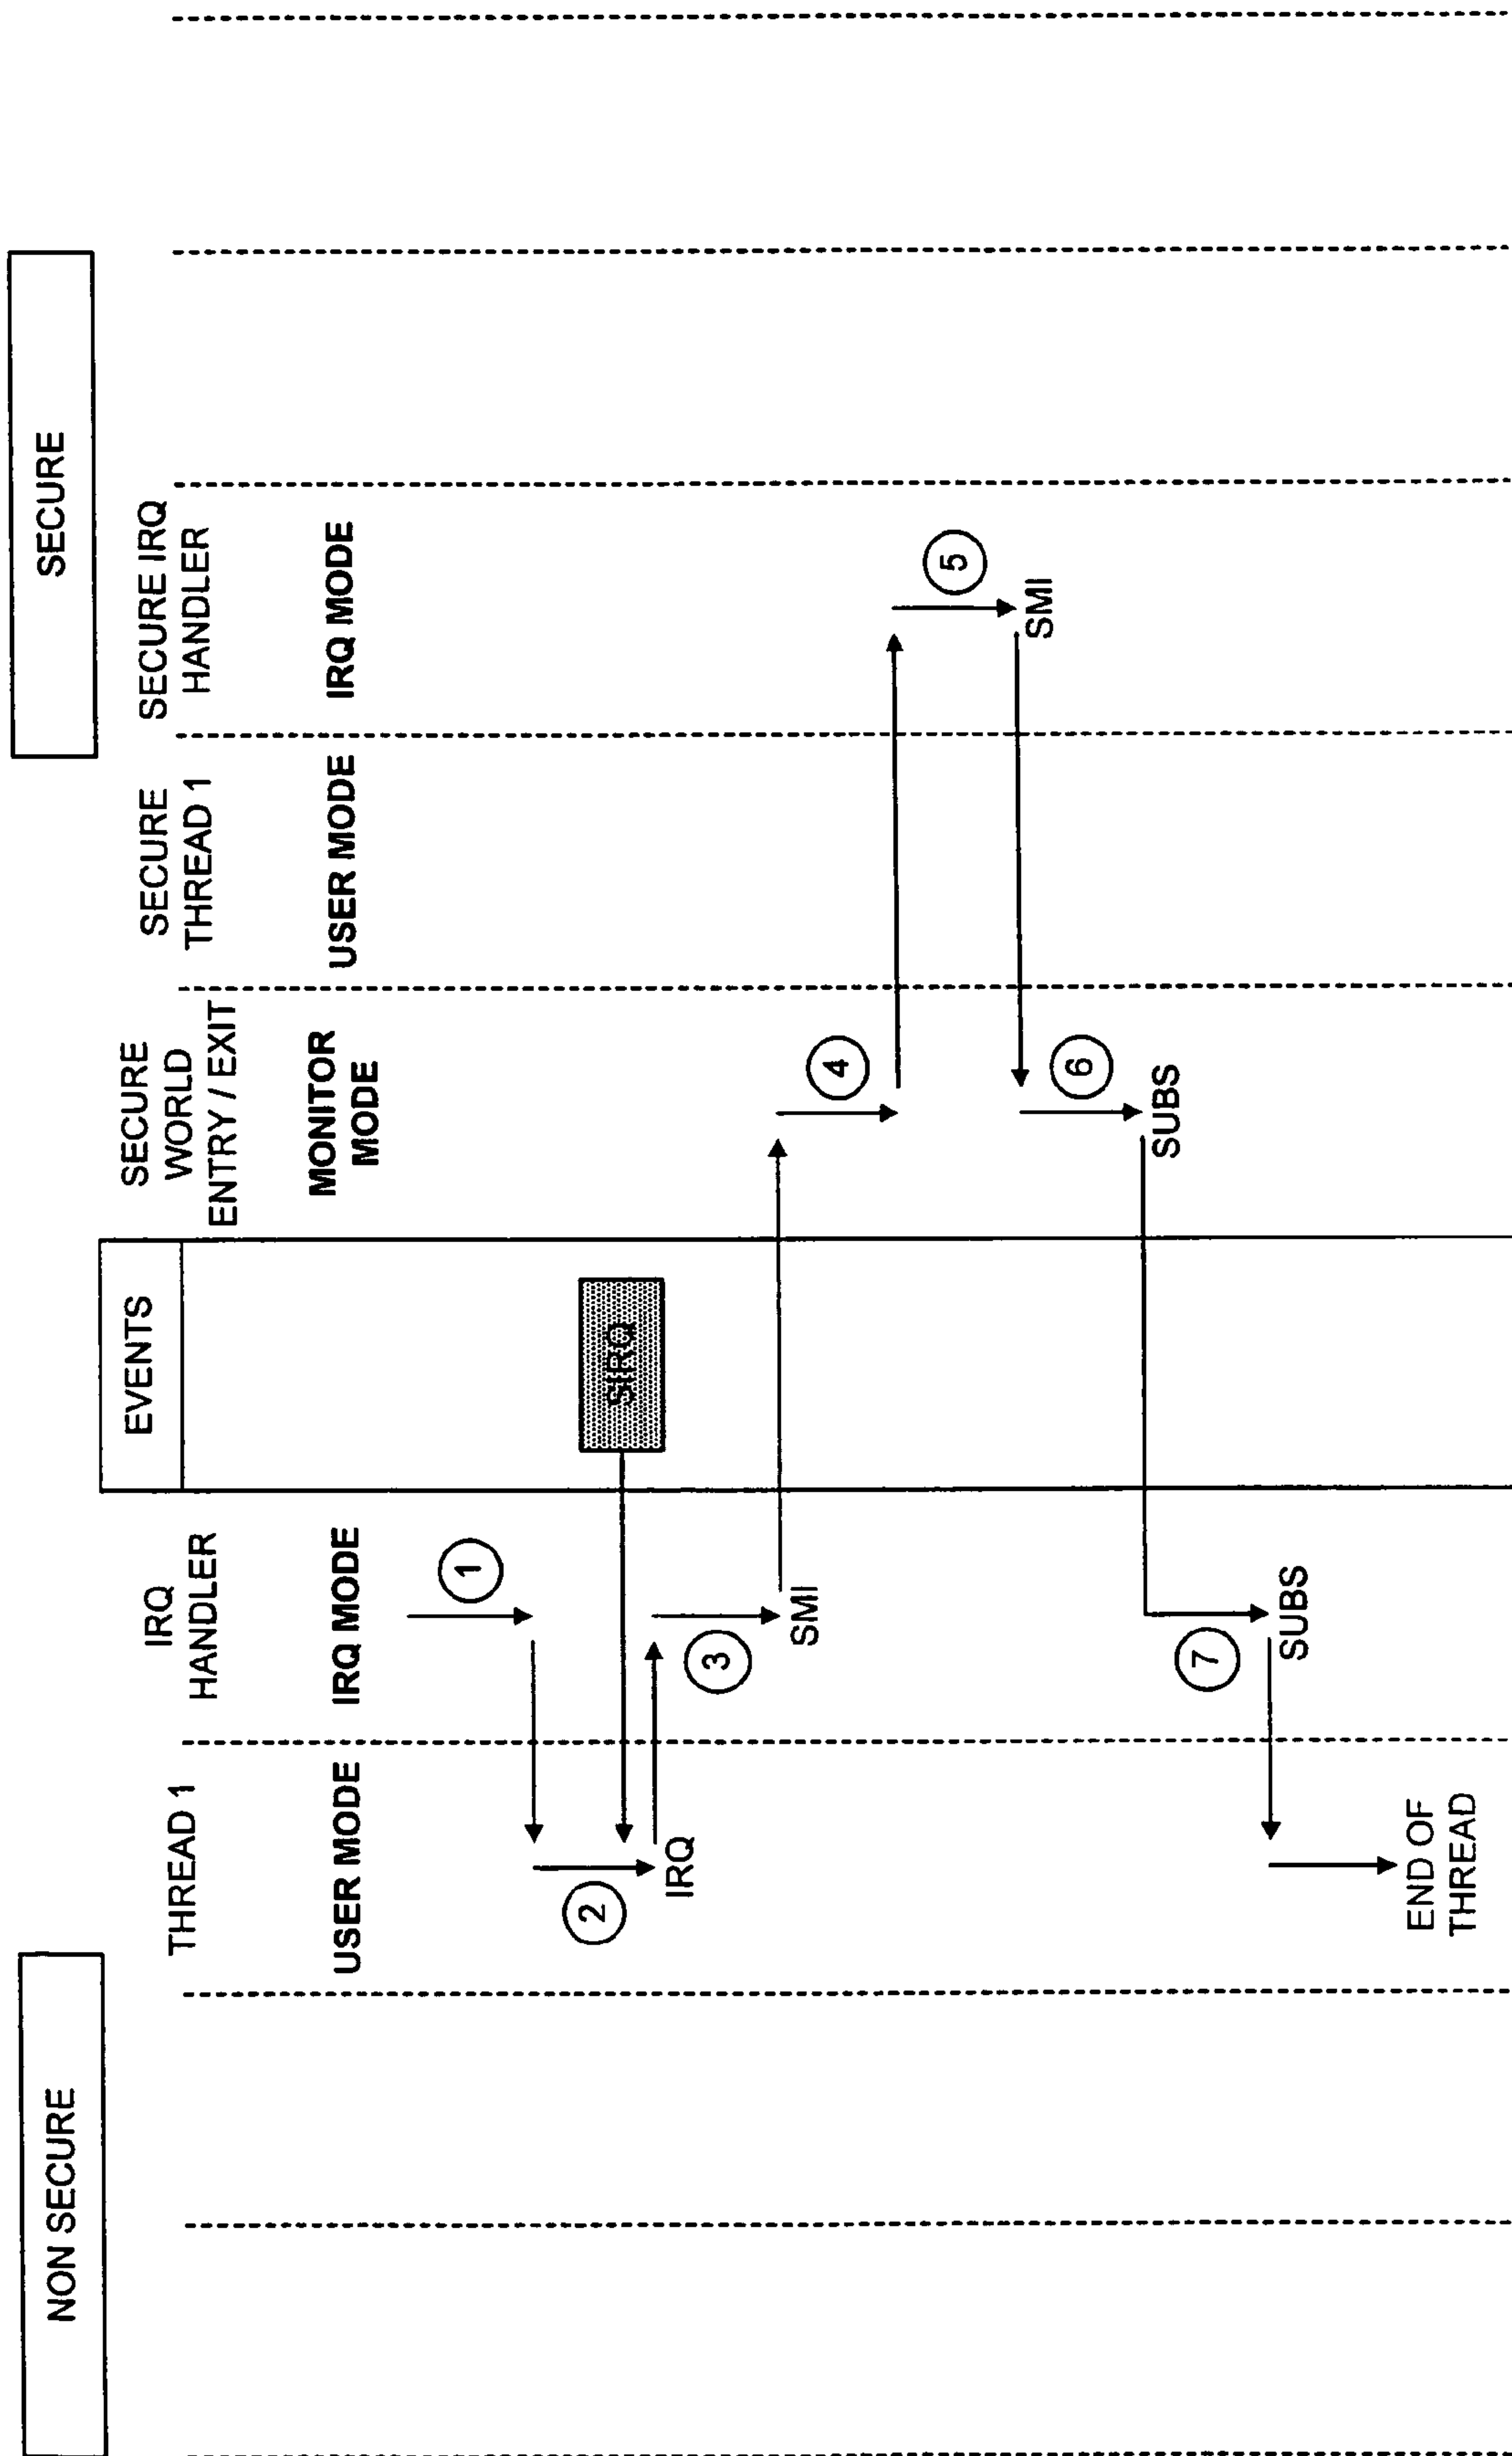 NON SECURE
SECURE
EVENTS
THREAD 1
USER MODE
IRQ
HANDLER
IRQ MODE
SECURE
WORLD
ENTRY / EXIT
MONITOR
MODE
SECURE
THREAD 1
USER MODE
SECURE IRQ
HANDLER
IRQ MODE
1
2
SIRQ
IRQ
3
SMI
4
5
SMI
6
SUBS
7
SUBS
END OF
THREAD